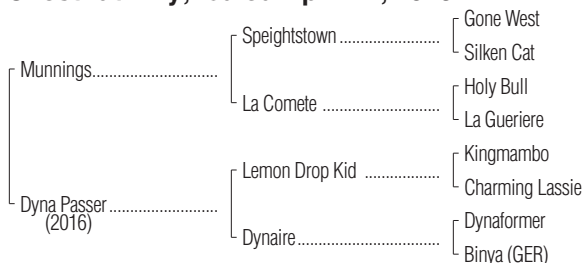 Gone West
Speightstown
Silken Cat
Munnings
Holy Bull
La Comete
La Gueriere
Kingmambo
Lemon Drop Kid
Charming Lassie
Dyna Passer
(2016)
Dynaformer
Dynaire
Binya (GER)